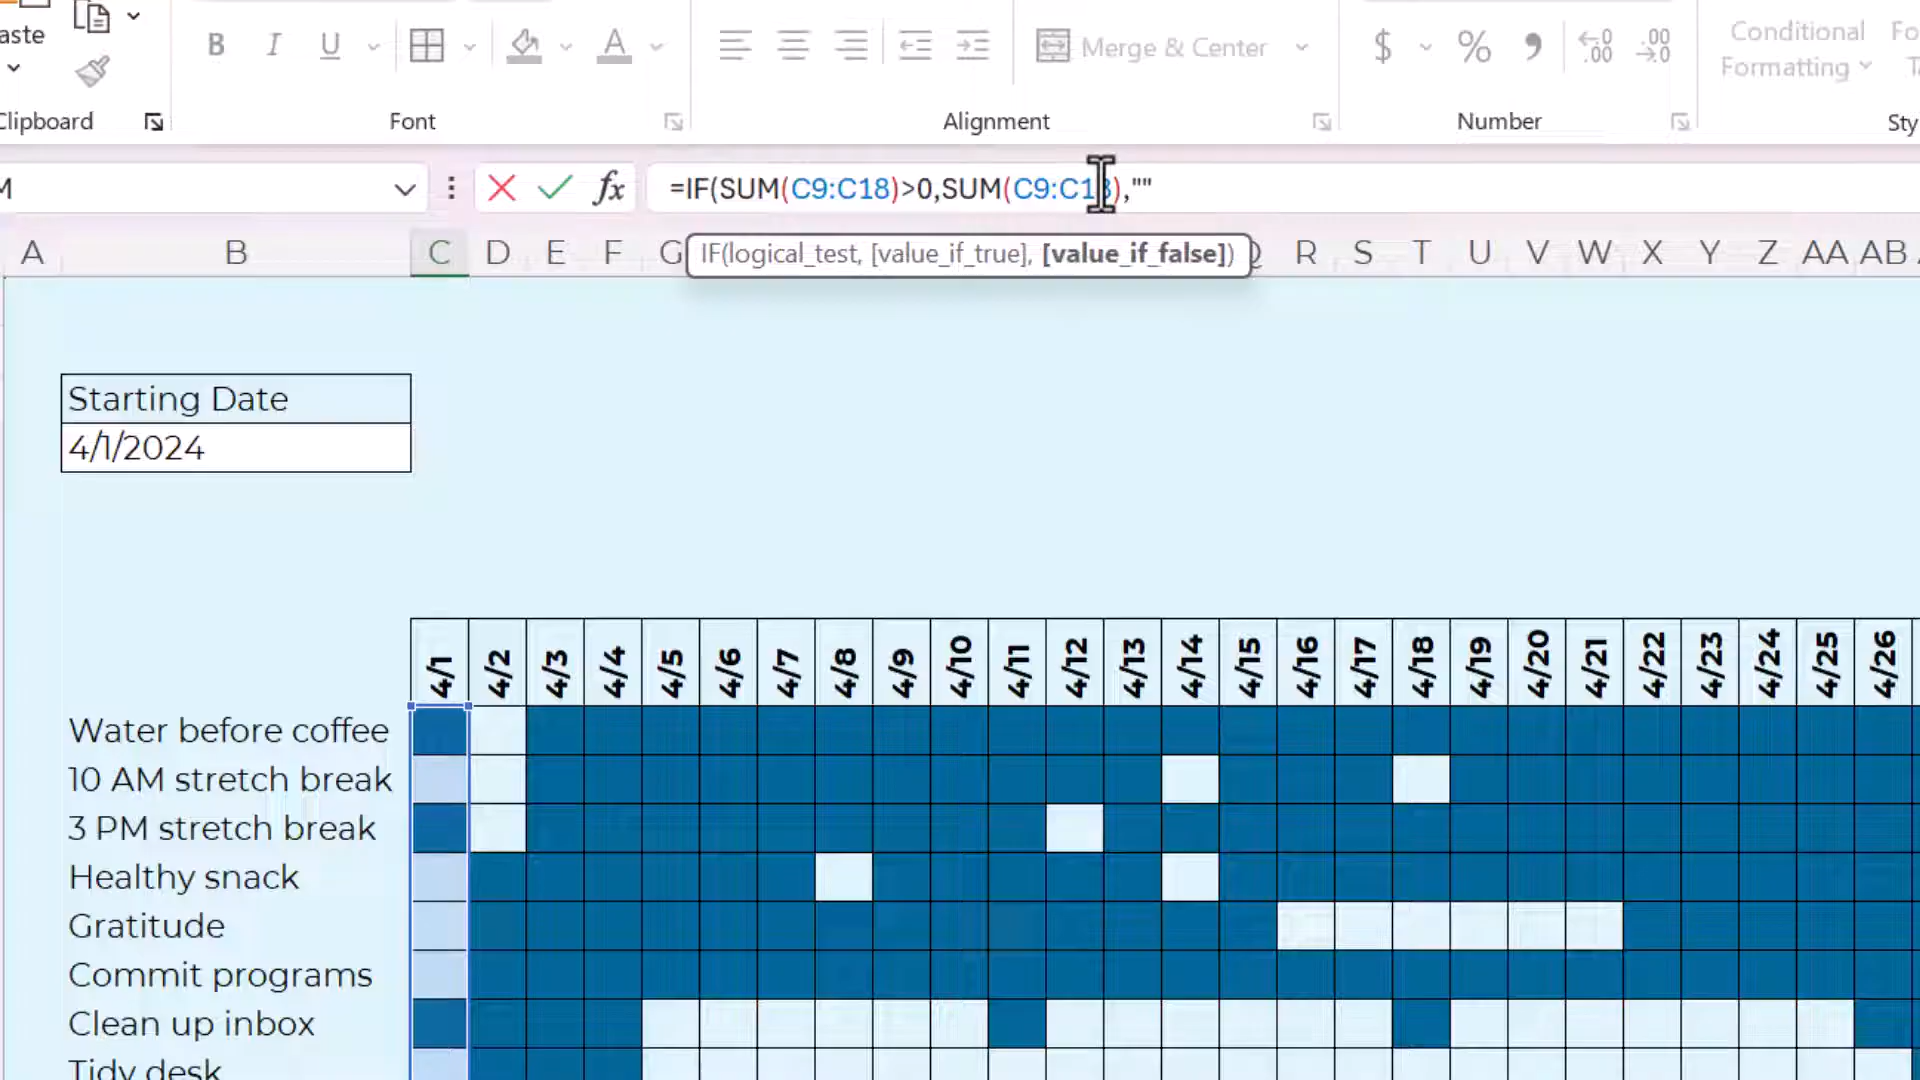 aste
B I U A Merge & Center $ % Conditional Fo
Formatting
Clipboard Font Alignment Number Sty
=IF(SUM(C9:C18)>0,SUM(C9:C18),""
IF(logical_test, [value_if_true], [value_if_false])
A B C D E F G Q R S T U V W X Y Z AA AB
Starting Date
4/1/2024
4/1 4/2 4/3 4/4 4/5 4/6 4/7 4/8 4/9 4/10 4/11 4/12 4/13 4/14 4/15 4/16 4/17 4/18 4/19 4/20 4/21 4/22 4/23 4/24 4/25 4/26
Water before coffee
10 AM stretch break
3 PM stretch break
Healthy snack
Gratitude
Commit programs
Clean up inbox
Tidy desk